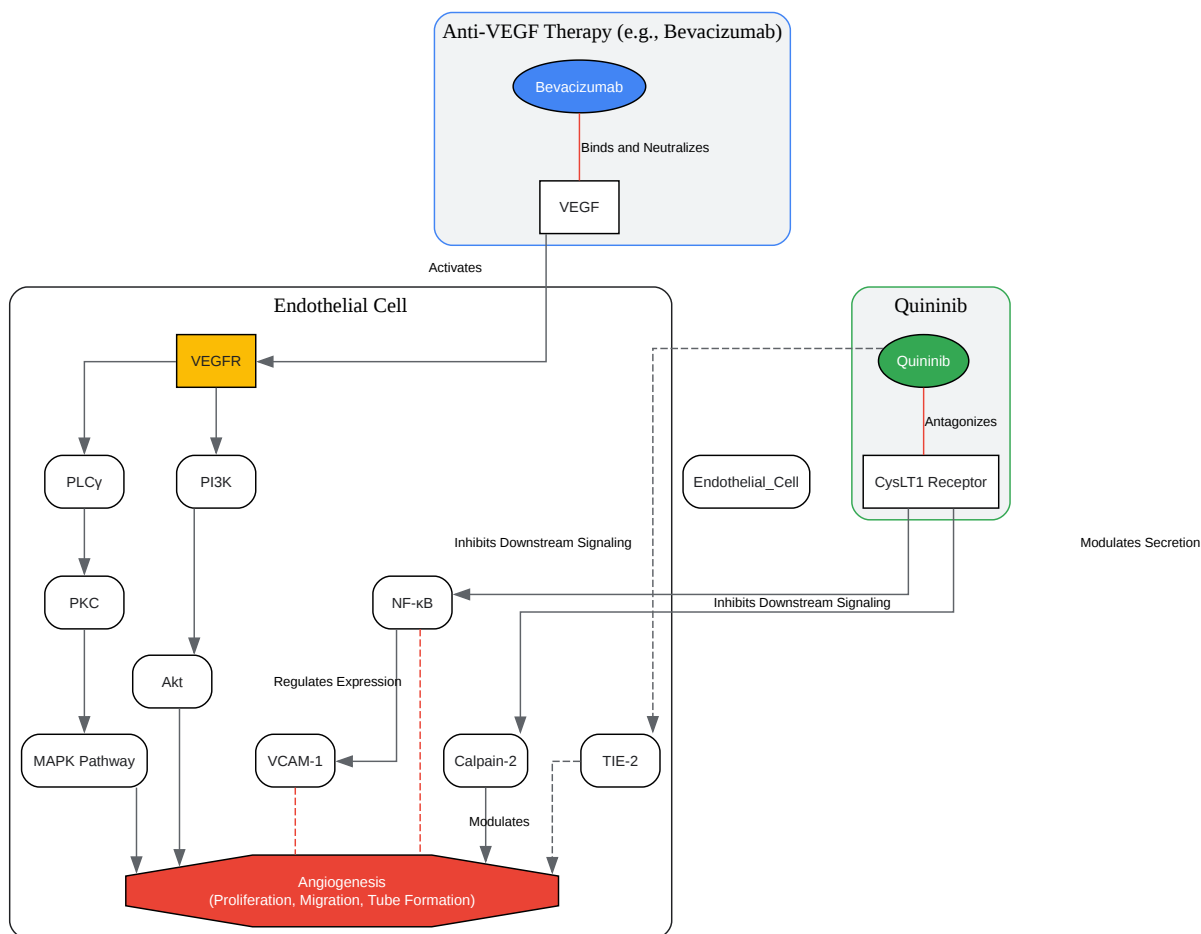 Anti-VEGF Therapy (e.g., Bevacizumab)
Bevacizumab
Binds and Neutralizes
VEGF
Activates
Endothelial Cell
Quininib
VEGFR
Quininib
Antagonizes
PLCγ
PI3K
Endothelial_Cell
CysLT1 Receptor
Inhibits Downstream Signaling
Modulates Secretion
PKC
NF-κB
Inhibits Downstream Signaling
Akt
Regulates Expression
MAPK Pathway
VCAM-1
Calpain-2
TIE-2
Modulates
Angiogenesis
(Proliferation, Migration, Tube Formation)